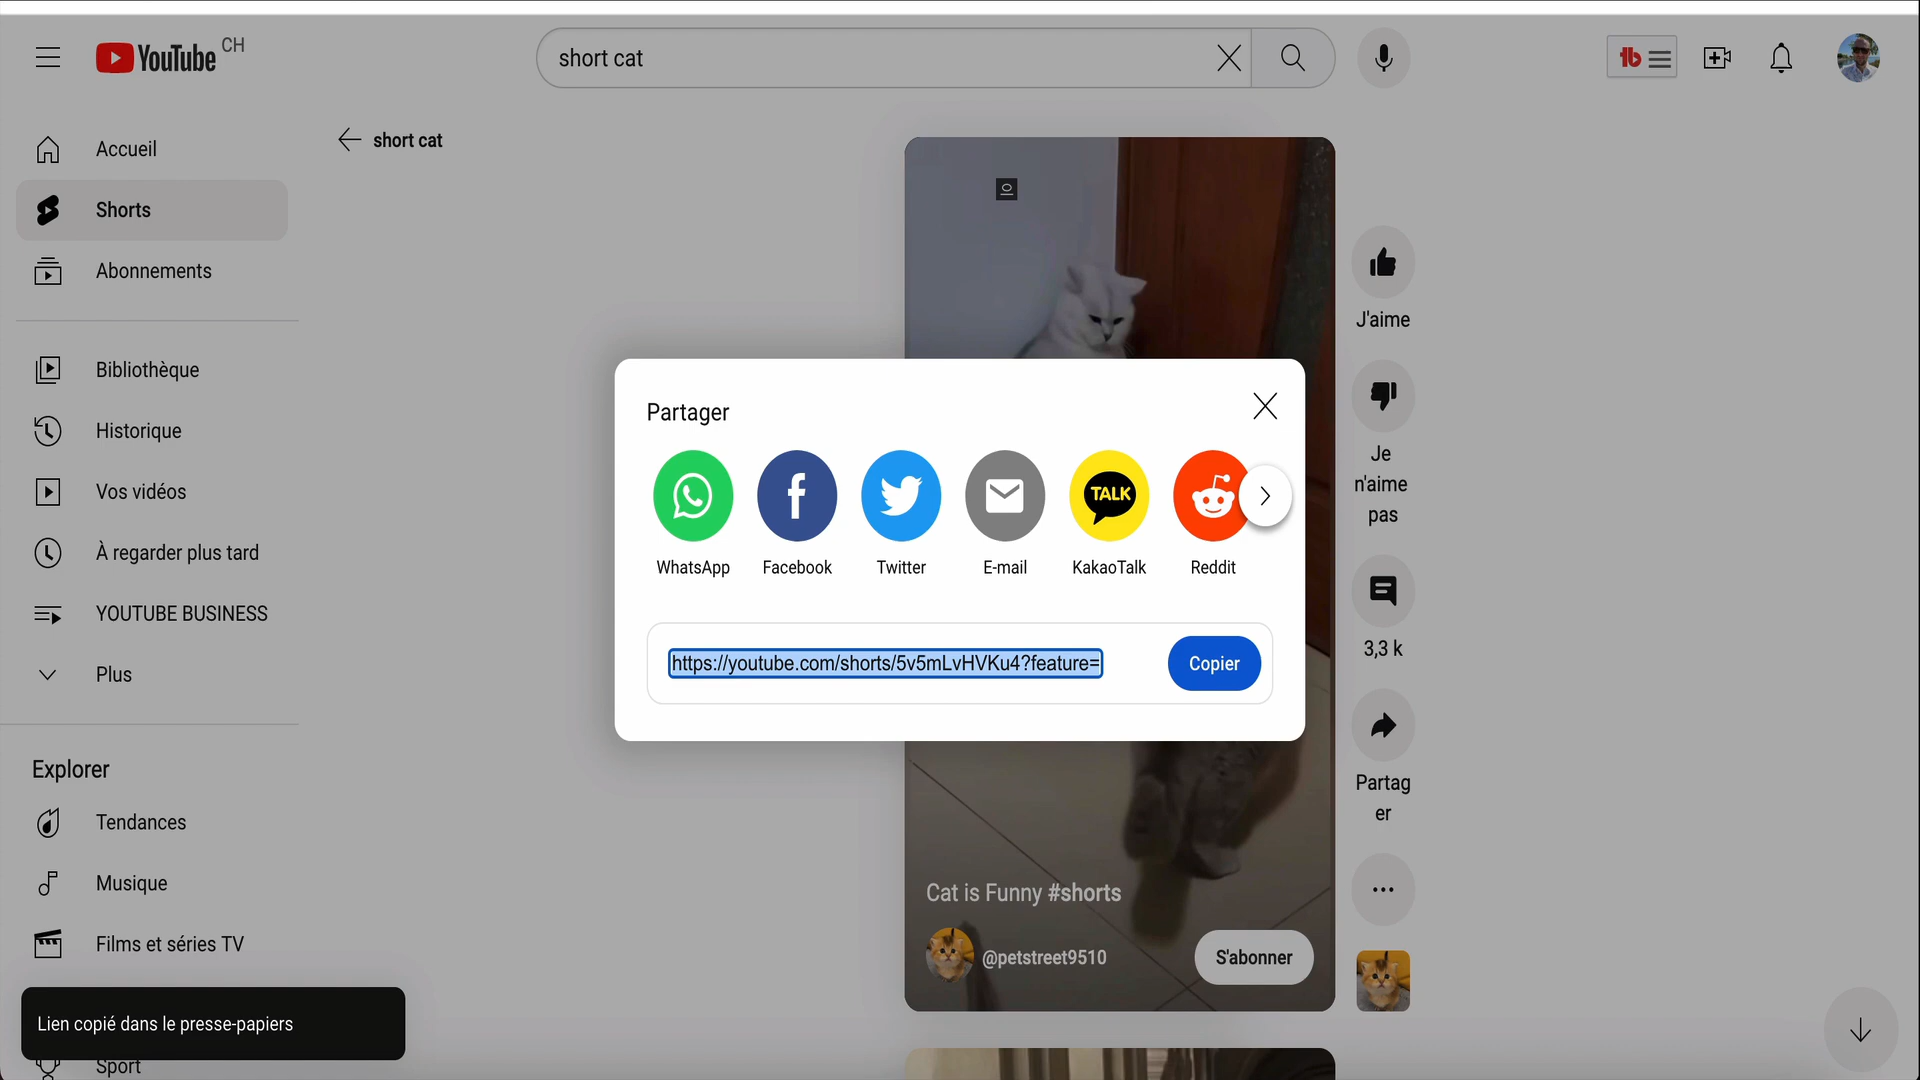 YouTube CH
short cat
Accueil
Shorts
Abonnements
Bibliothèque
Historique
Vos vidéos
À regarder plus tard
YOUTUBE BUSINESS
Plus
Explorer
Tendances
Musique
Films et séries TV
Sport
Lien copié dans le presse-papiers
short cat
Partager
TALK
WhatsApp
Facebook
Twitter
E-mail
KakaoTalk
Reddit
https://youtube.com/shorts/5v5mLvHVKu4?feature=
Copier
Cat is Funny #shorts
@petstreet9510
S'abonner
J'aime
Je
n'aime
pas
3,3 k
Partag
er
tb